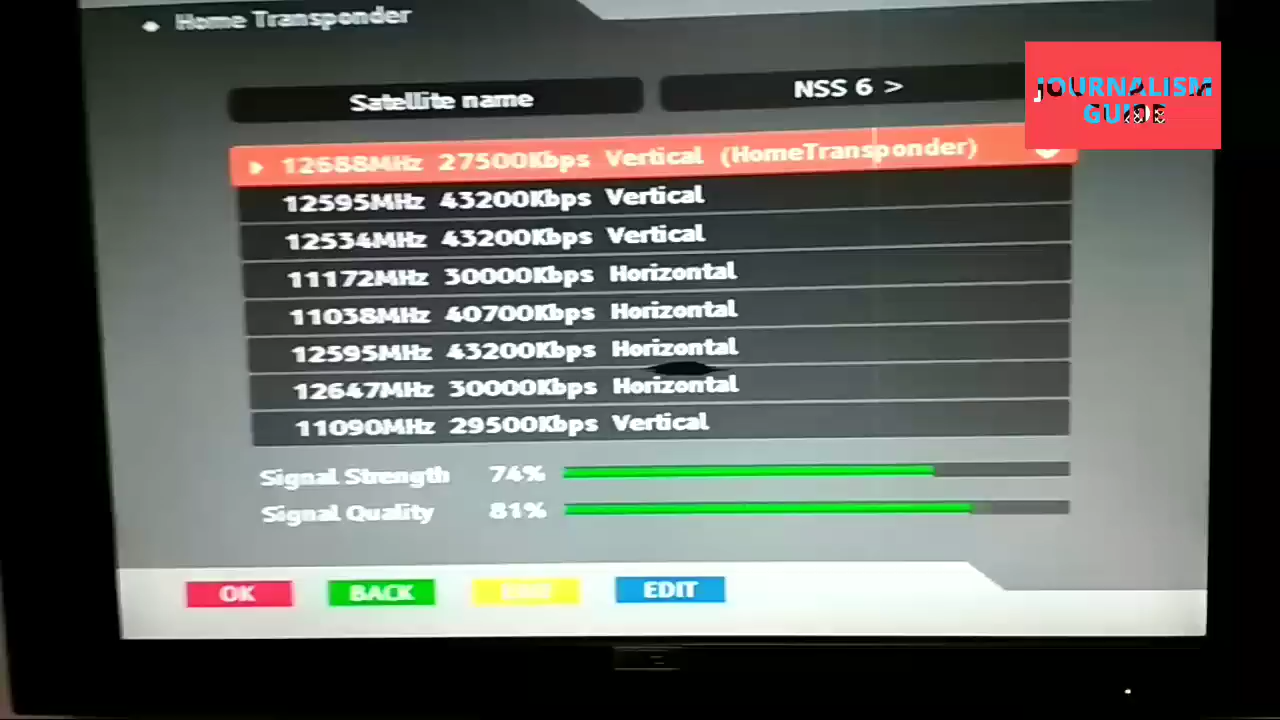 Home Transponder
Satellite name
NSS 6 >
JOURNALISM
GUIDE
12688MHz 27500Kbps Vertical (HomeTransponder)
12595MHz 43200Kbps Vertical
12534MHz 43200Kbps Vertical
11172MHz 30000Kbps Horizontal
11038MHz 40700Kbps Horizontal
12595MHz 43200Kbps Horizontal
12647MHz 30000Kbps Horizontal
11090MHz 29500Kbps Vertical
Signal Strength 74%
Signal Quality 81%
OK BACK EDIT